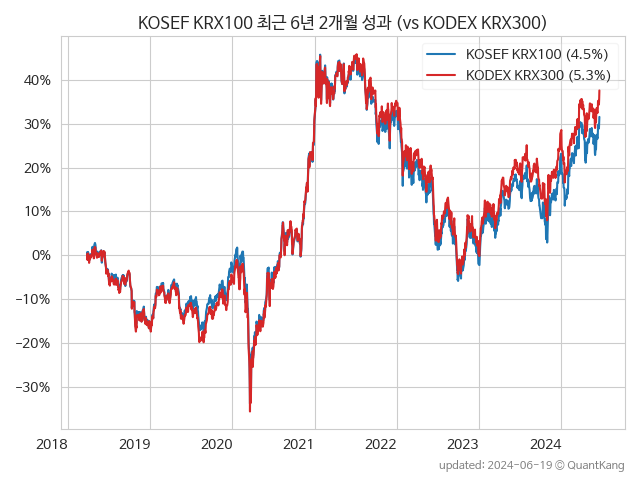 KOSEF KRX100 최근 6년 2개월 성과 (vs KODEX KRX300)
KOSEF KRX100 (4.5%)
KODEX KRX300 (5.3%)
40%
30%
20%
10%
0%
−10%
−20%
−30%
2018 2019 2020 2021 2022 2023 2024
updated: 2024-06-19 © QuantKang